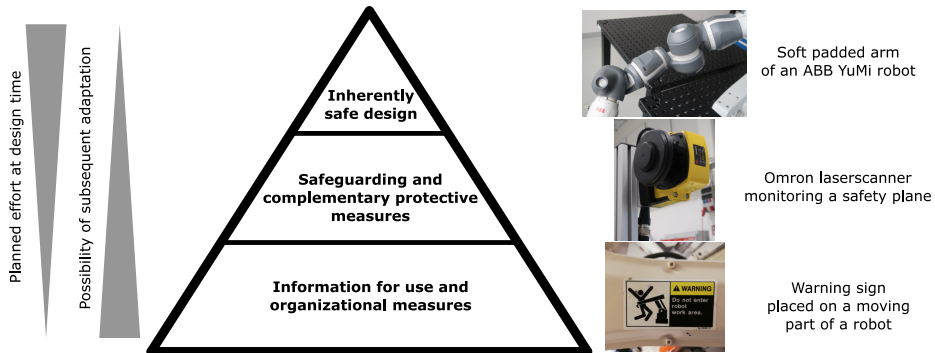 Planned effort at design time
Possibility of subsequent adaptation
Inherently
safe design
Safeguarding and
complementary protective
measures
Information for use and
organizational measures
ABB
Soft padded arm
of an ABB YuMi robot
Omron laserscanner
monitoring a safety plane
WARNING
Do not enter
robot
work area.
Warning sign
placed on a moving
part of a robot